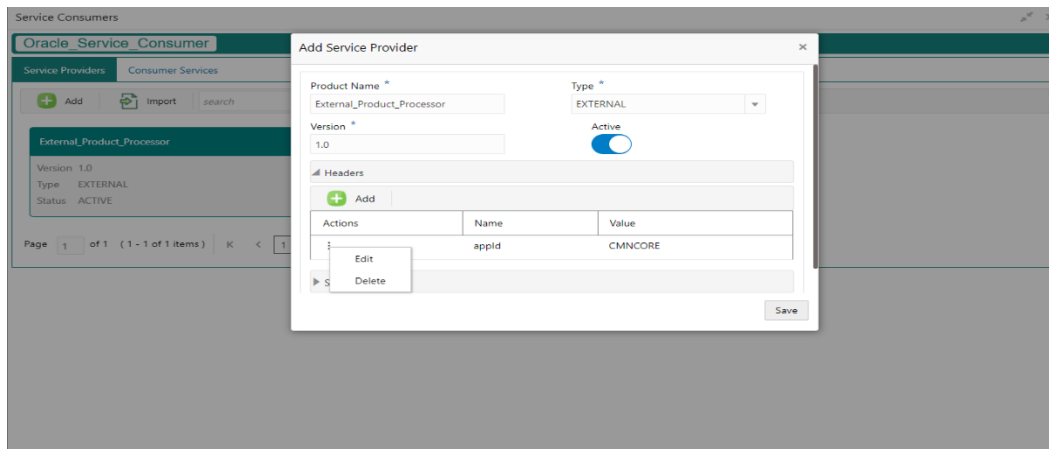 Service Consumers
Oracle_Service_Consumer
Service Providers Consumer Services
Add Import search
External_Product_Processor
Version 1.0
Type EXTERNAL
Status ACTIVE
Page 1 of 1 (1 - 1 of 1 items) K < 1
Add Service Provider ×
Product Name * Type *
External_Product_Processor EXTERNAL
Version * Active
1.0
Headers
Add
Actions Name Value
appId CMNCORE
Edit
Delete
S
Save